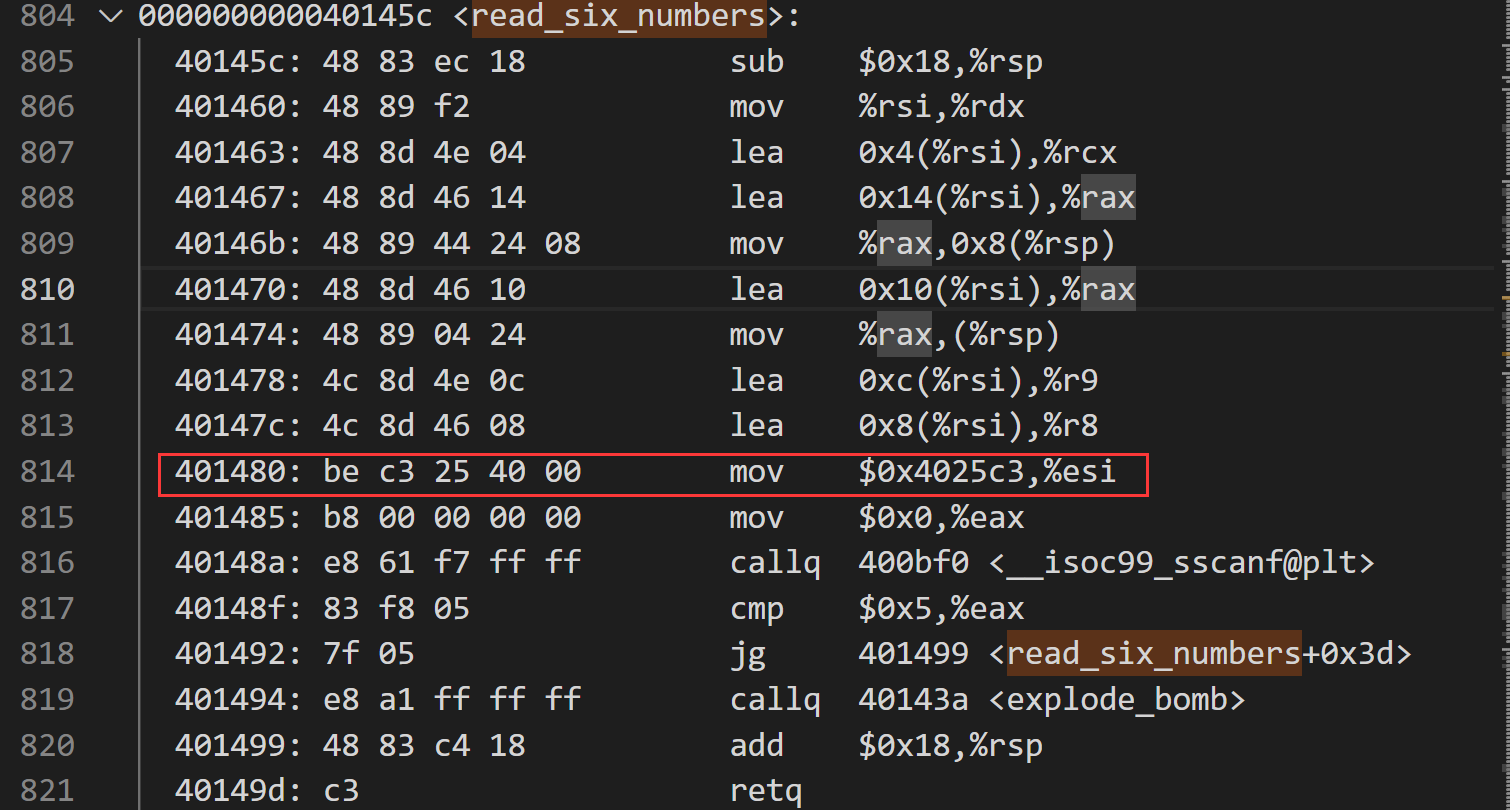 804 000000000040145c <read_six_numbers>:
805 40145c: 48 83 ec 18 sub $0x18,%rsp
806 401460: 48 89 f2 mov %rsi,%rdx
807 401463: 48 8d 4e 04 lea 0x4(%rsi),%rcx
808 401467: 48 8d 46 14 lea 0x14(%rsi),%rax
809 40146b: 48 89 44 24 08 mov %rax,0x8(%rsp)
810 401470: 48 8d 46 10 lea 0x10(%rsi),%rax
811 401474: 48 89 04 24 mov %rax,(%rsp)
812 401478: 4c 8d 4e 0c lea 0xc(%rsi),%r9
813 40147c: 4c 8d 46 08 lea 0x8(%rsi),%r8
814 401480: be c3 25 40 00 mov $0x4025c3,%esi
815 401485: b8 00 00 00 00 mov $0x0,%eax
816 40148a: e8 61 f7 ff ff callq 400bf0 <__isoc99_sscanf@plt>
817 40148f: 83 f8 05 cmp $0x5,%eax
818 401492: 7f 05 jg 401499 <read_six_numbers+0x3d>
819 401494: e8 a1 ff ff ff callq 40143a <explode_bomb>
820 401499: 48 83 c4 18 add $0x18,%rsp
821 40149d: c3 retq